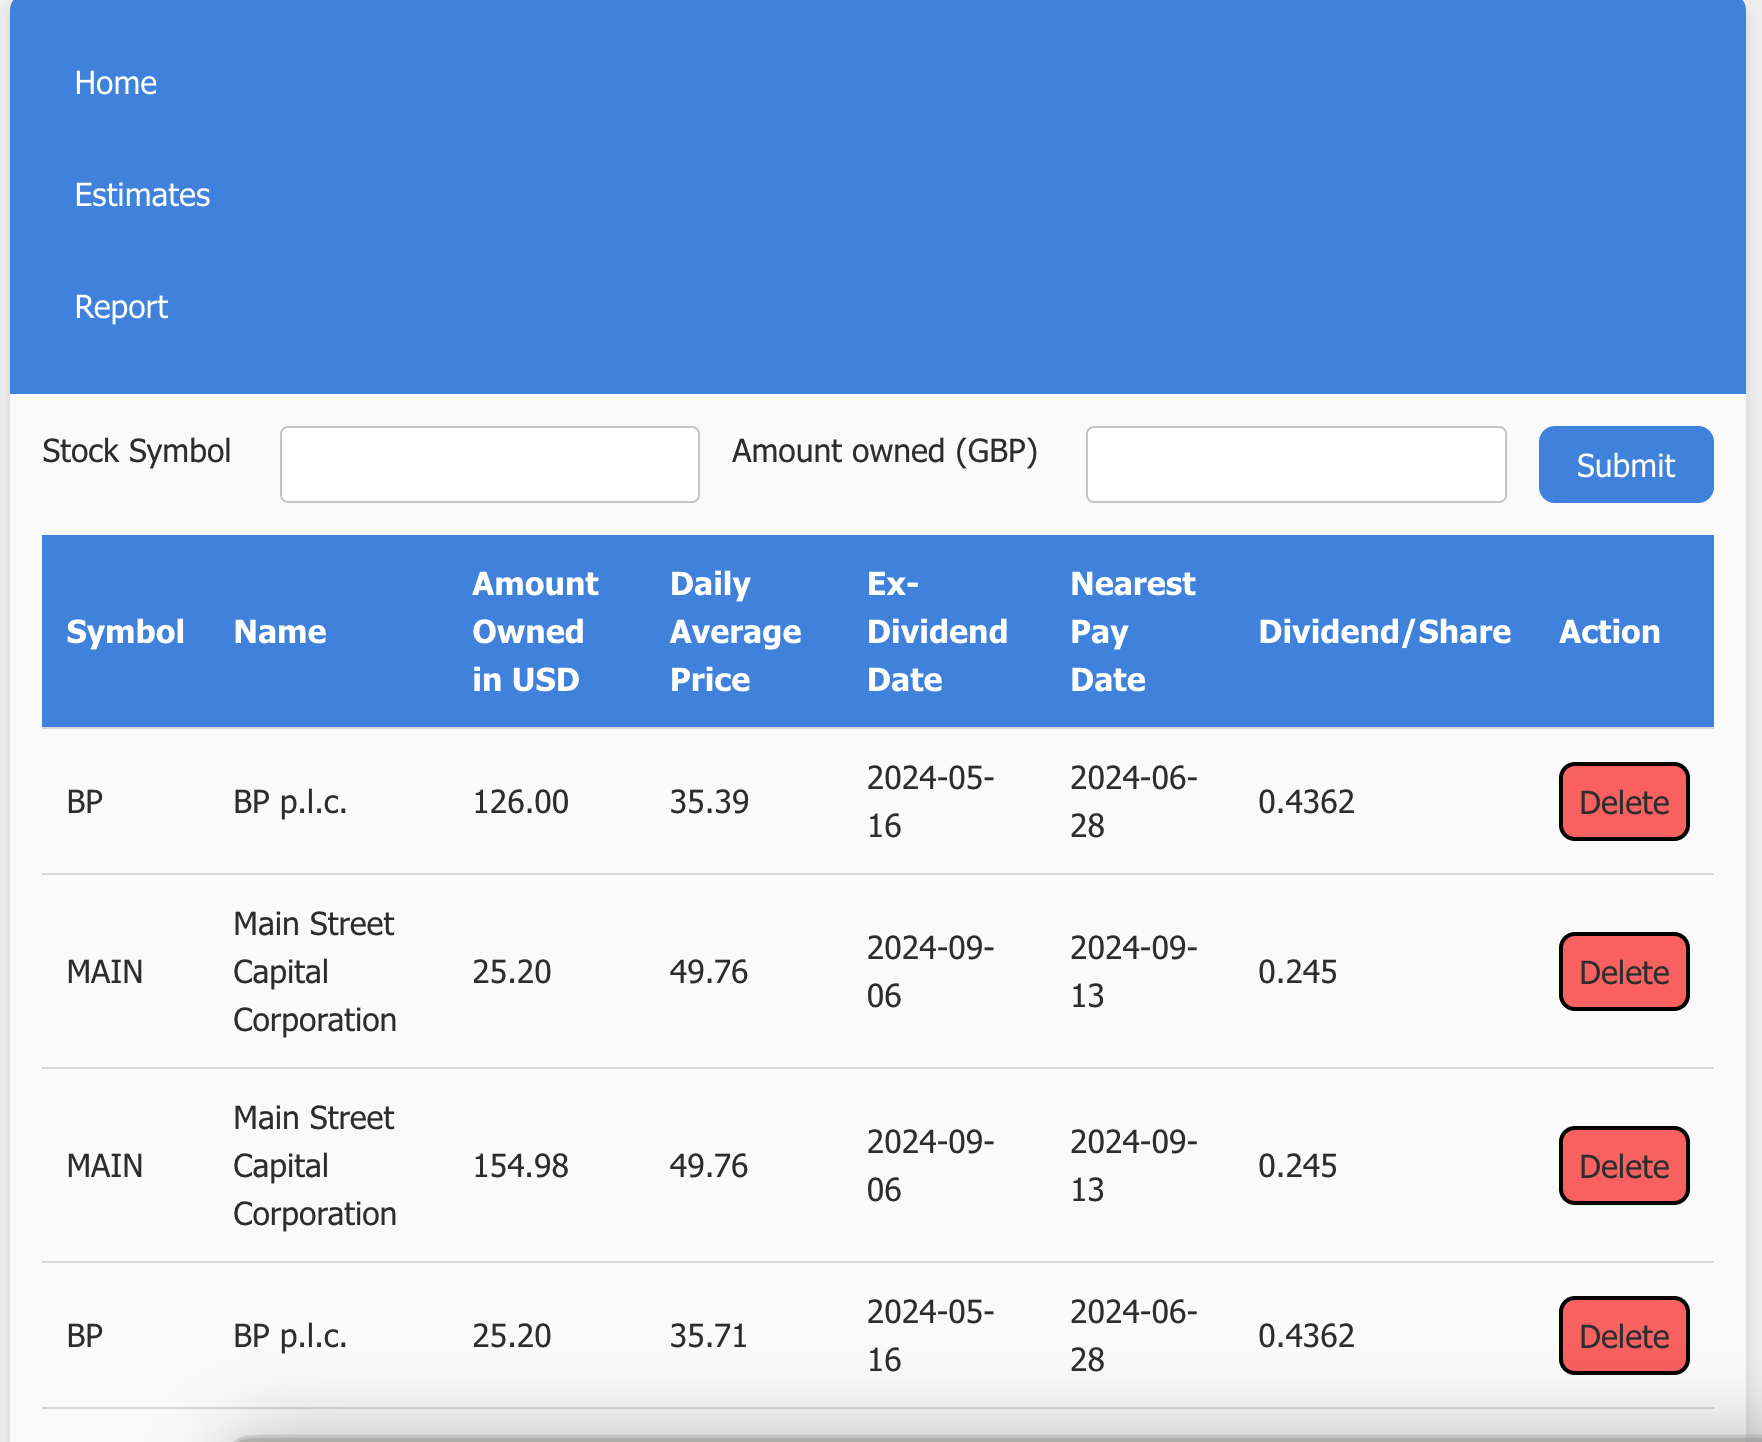 Home
Estimates
Report
Stock Symbol Amount owned (GBP) Submit
Symbol Name Amount Owned in USD Daily Average Price Ex-Dividend Date Nearest Pay Date Dividend/Share Action
BP BP p.l.c. 126.00 35.39 2024-05-16 2024-06-28 0.4362 Delete
MAIN Main Street Capital Corporation 25.20 49.76 2024-09-06 2024-09-13 0.245 Delete
MAIN Main Street Capital Corporation 154.98 49.76 2024-09-06 2024-09-13 0.245 Delete
BP BP p.l.c. 25.20 35.71 2024-05-16 2024-06-28 0.4362 Delete